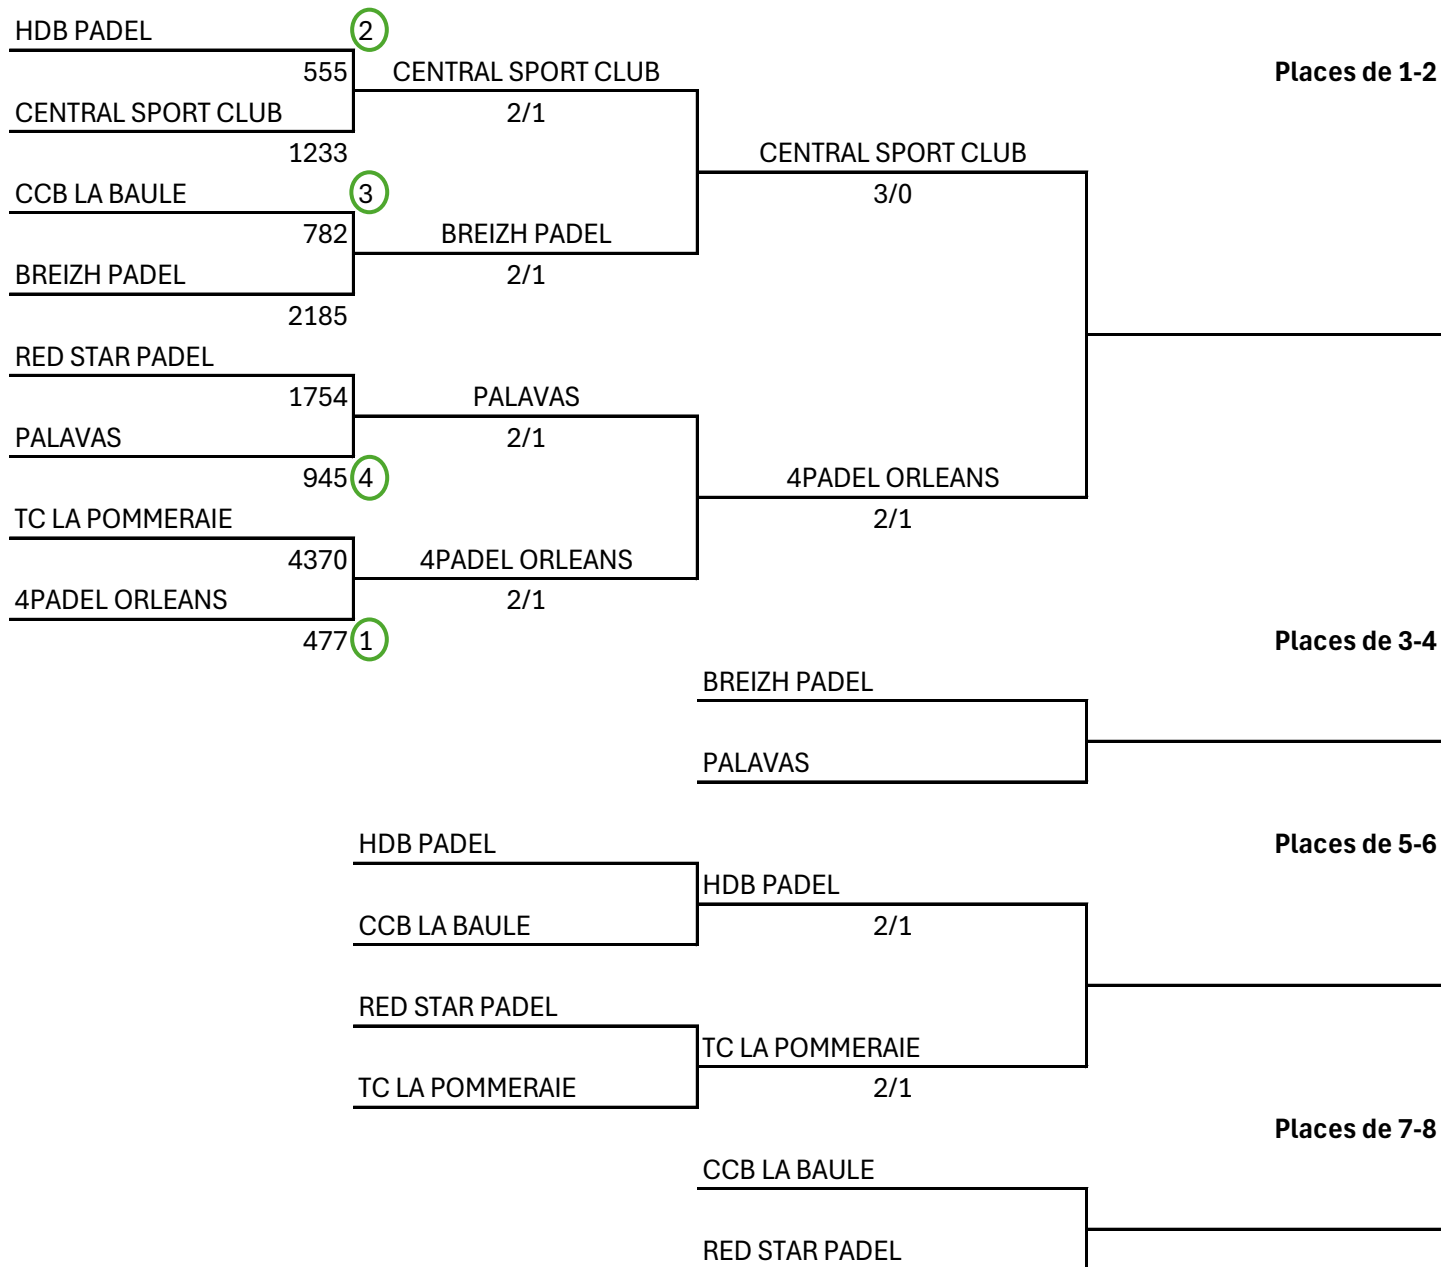 HDB PADEL 2
555 CENTRAL SPORT CLUB Places de 1-2
CENTRAL SPORT CLUB 2/1
1233 CENTRAL SPORT CLUB
CCB LA BAULE 3 3/0
782 BREIZH PADEL
BREIZH PADEL 2/1
2185
RED STAR PADEL
1754 PALAVAS
PALAVAS 2/1
945 4 4PADEL ORLEANS
TC LA POMMERAIE 2/1
4370 4PADEL ORLEANS
4PADEL ORLEANS 2/1
477 1 Places de 3-4
BREIZH PADEL
PALAVAS
HDB PADEL Places de 5-6
HDB PADEL
CCB LA BAULE 2/1
RED STAR PADEL
TC LA POMMERAIE
TC LA POMMERAIE 2/1
Places de 7-8
CCB LA BAULE
RED STAR PADEL